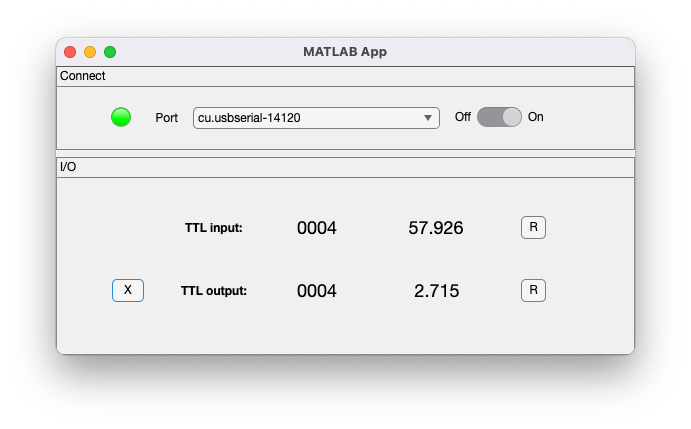 MATLAB App
Connect
Port cu.usbserial-14120 Off On
I/O
TTL input: 0004 57.926 R
X TTL output: 0004 2.715 R